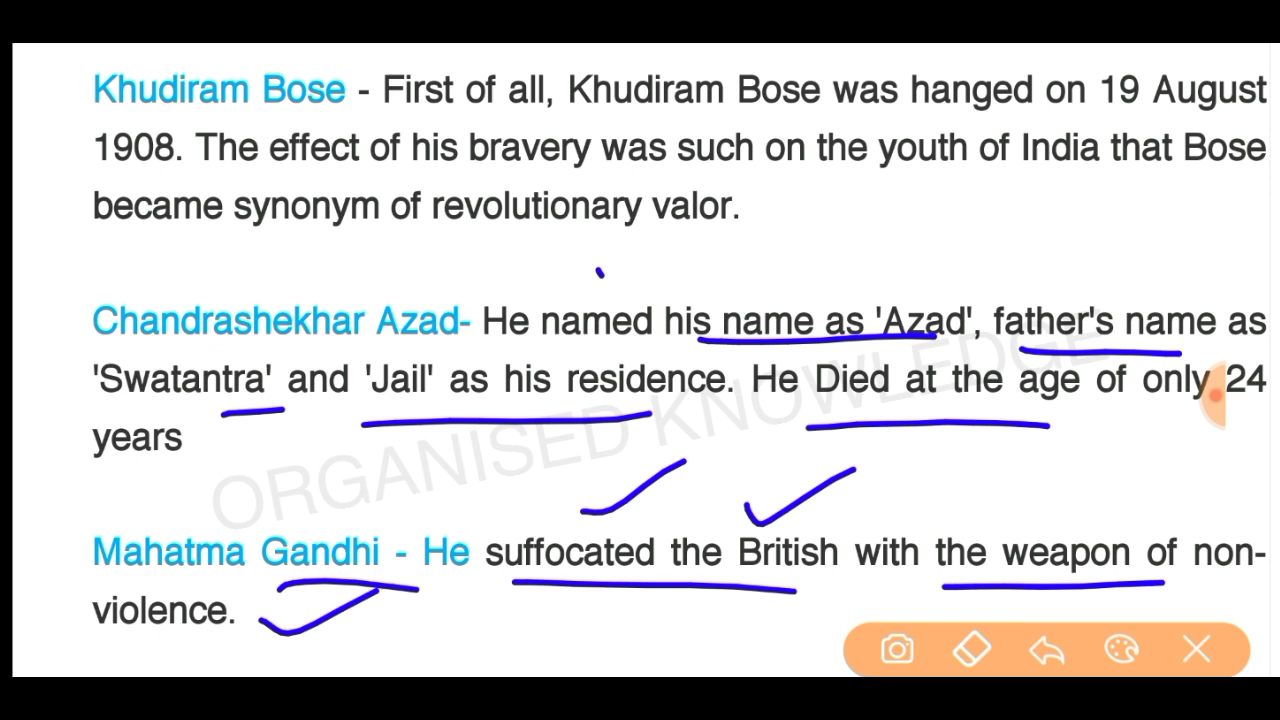 Khudiram Bose - First of all, Khudiram Bose was hanged on 19 August
1908. The effect of his bravery was such on the youth of India that Bose
became synonym of revolutionary valor.
Chandrashekhar Azad- He named his name as 'Azad', father's name as
'Swatantra' and 'Jail' as his residence. He Died at the age of only 24
years
ORGANISED KNOWLEDGE
Mahatma Gandhi - He suffocated the British with the weapon of non-
violence.